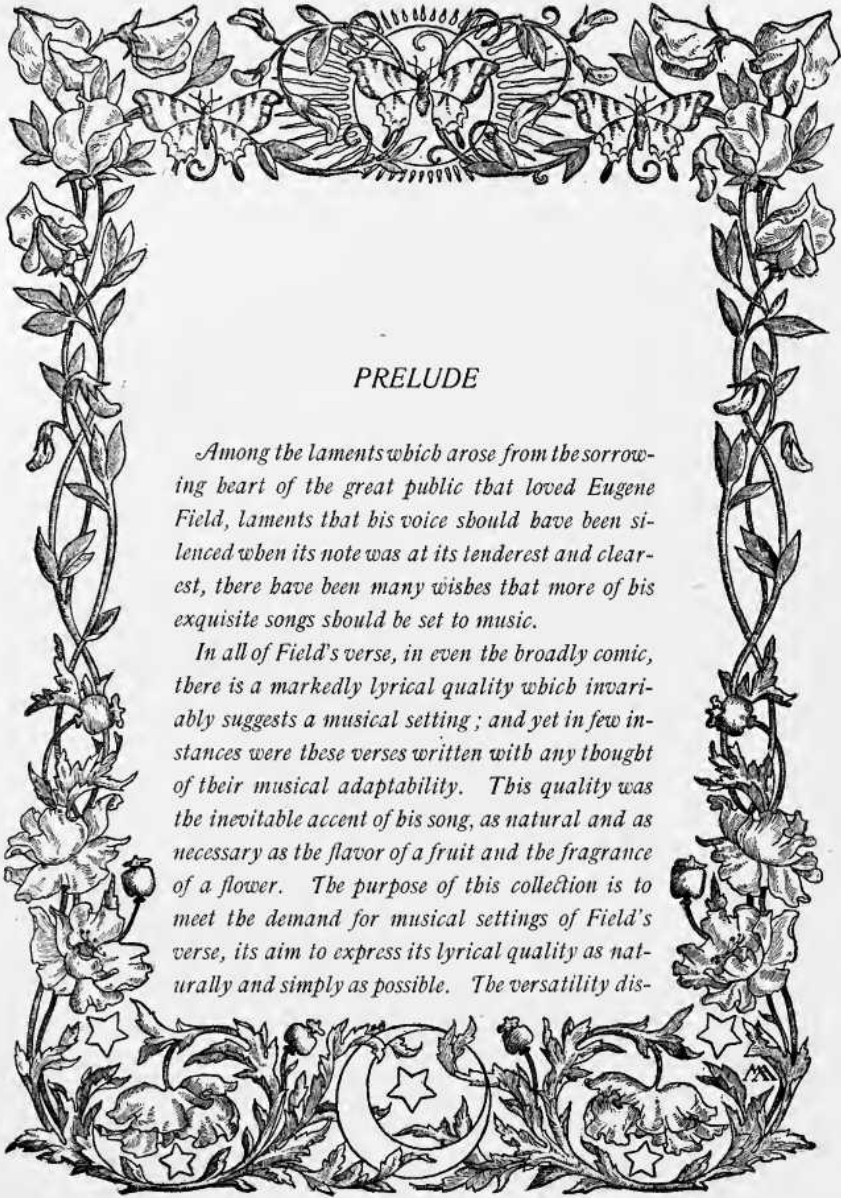 PRELUDE
Among the laments which arose from the sorrow-
ing heart of the great public that loved Eugene
Field, laments that his voice should have been si-
lenced when its note was at its tenderest and clear-
est, there have been many wishes that more of his
exquisite songs should be set to music.
In all of Field's verse, in even the broadly comic,
there is a markedly lyrical quality which invari-
ably suggests a musical setting; and yet in few in-
stances were these verses written with any thought
of their musical adaptability. This quality was
the inevitable accent of his song, as natural and as
necessary as the flavor of a fruit and the fragrance
of a flower. The purpose of this collection is to
meet the demand for musical settings of Field's
verse, its aim to express its lyrical quality as nat-
urally and simply as possible. The versatility dis-